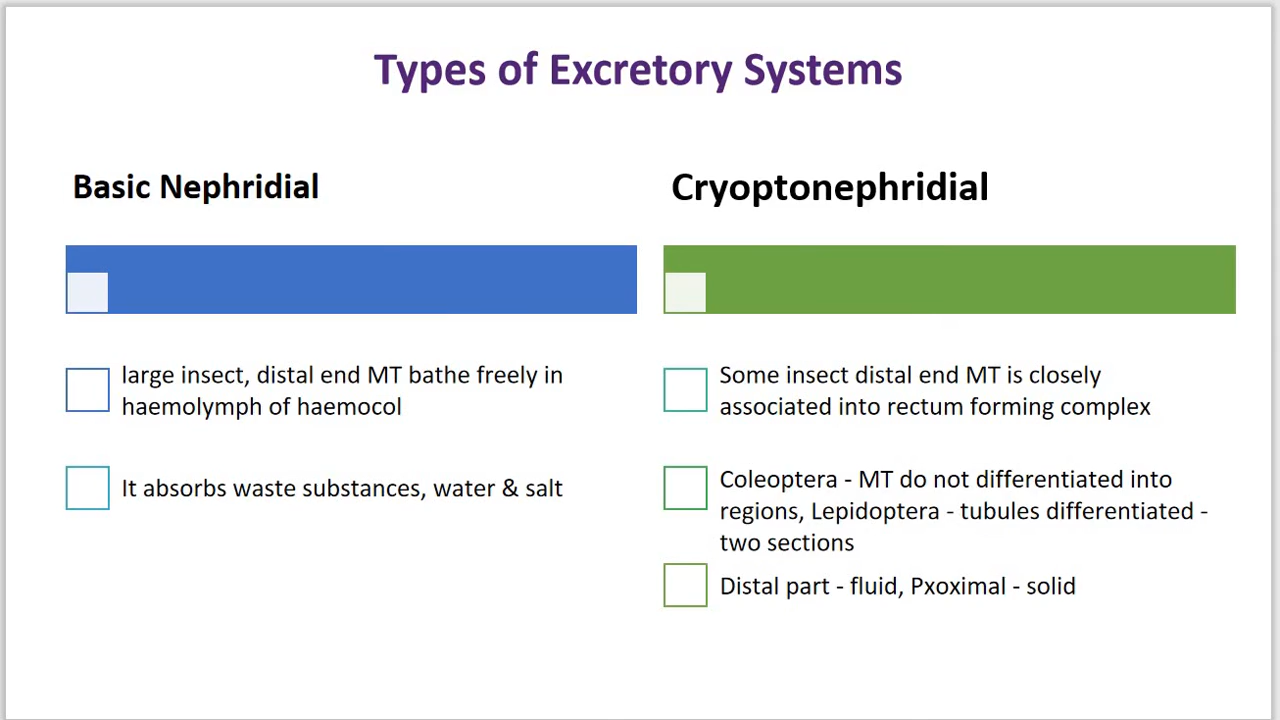 Types of Excretory Systems
Basic Nephridial
large insect, distal end MT bathe freely in
haemolymph of haemocol
It absorbs waste substances, water & salt
Cryoptonephridial
Some insect distal end MT is closely
associated into rectum forming complex
Coleoptera - MT do not differentiated into
regions, Lepidoptera - tubules differentiated -
two sections
Distal part - fluid, Pxoximal - solid